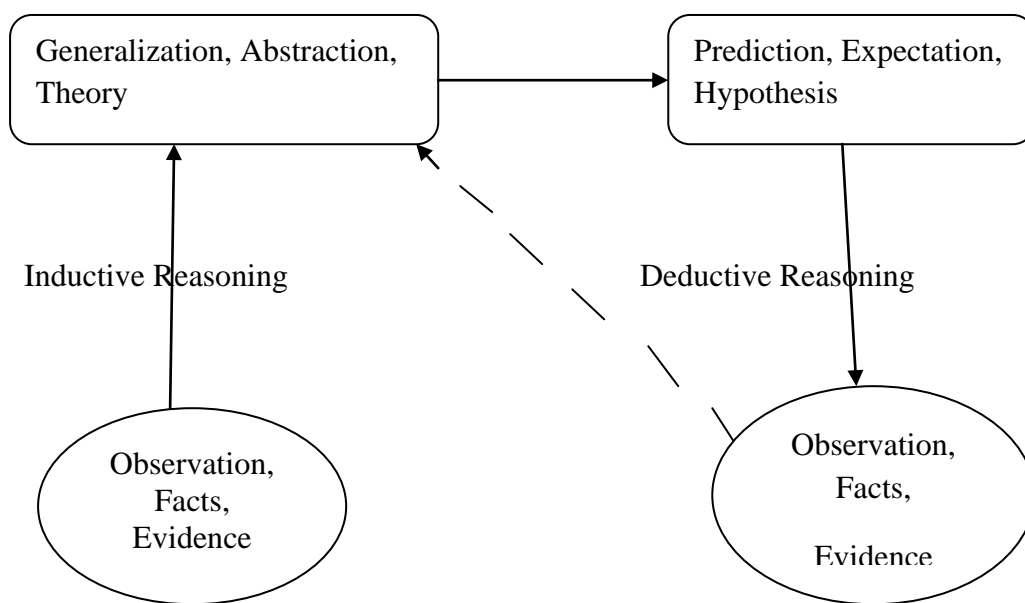 Generalization, Abstraction,
Theory
Prediction, Expectation,
Hypothesis
Inductive Reasoning
Deductive Reasoning
Observation,
Facts,
Evidence
Observation,
Facts,
Evidence